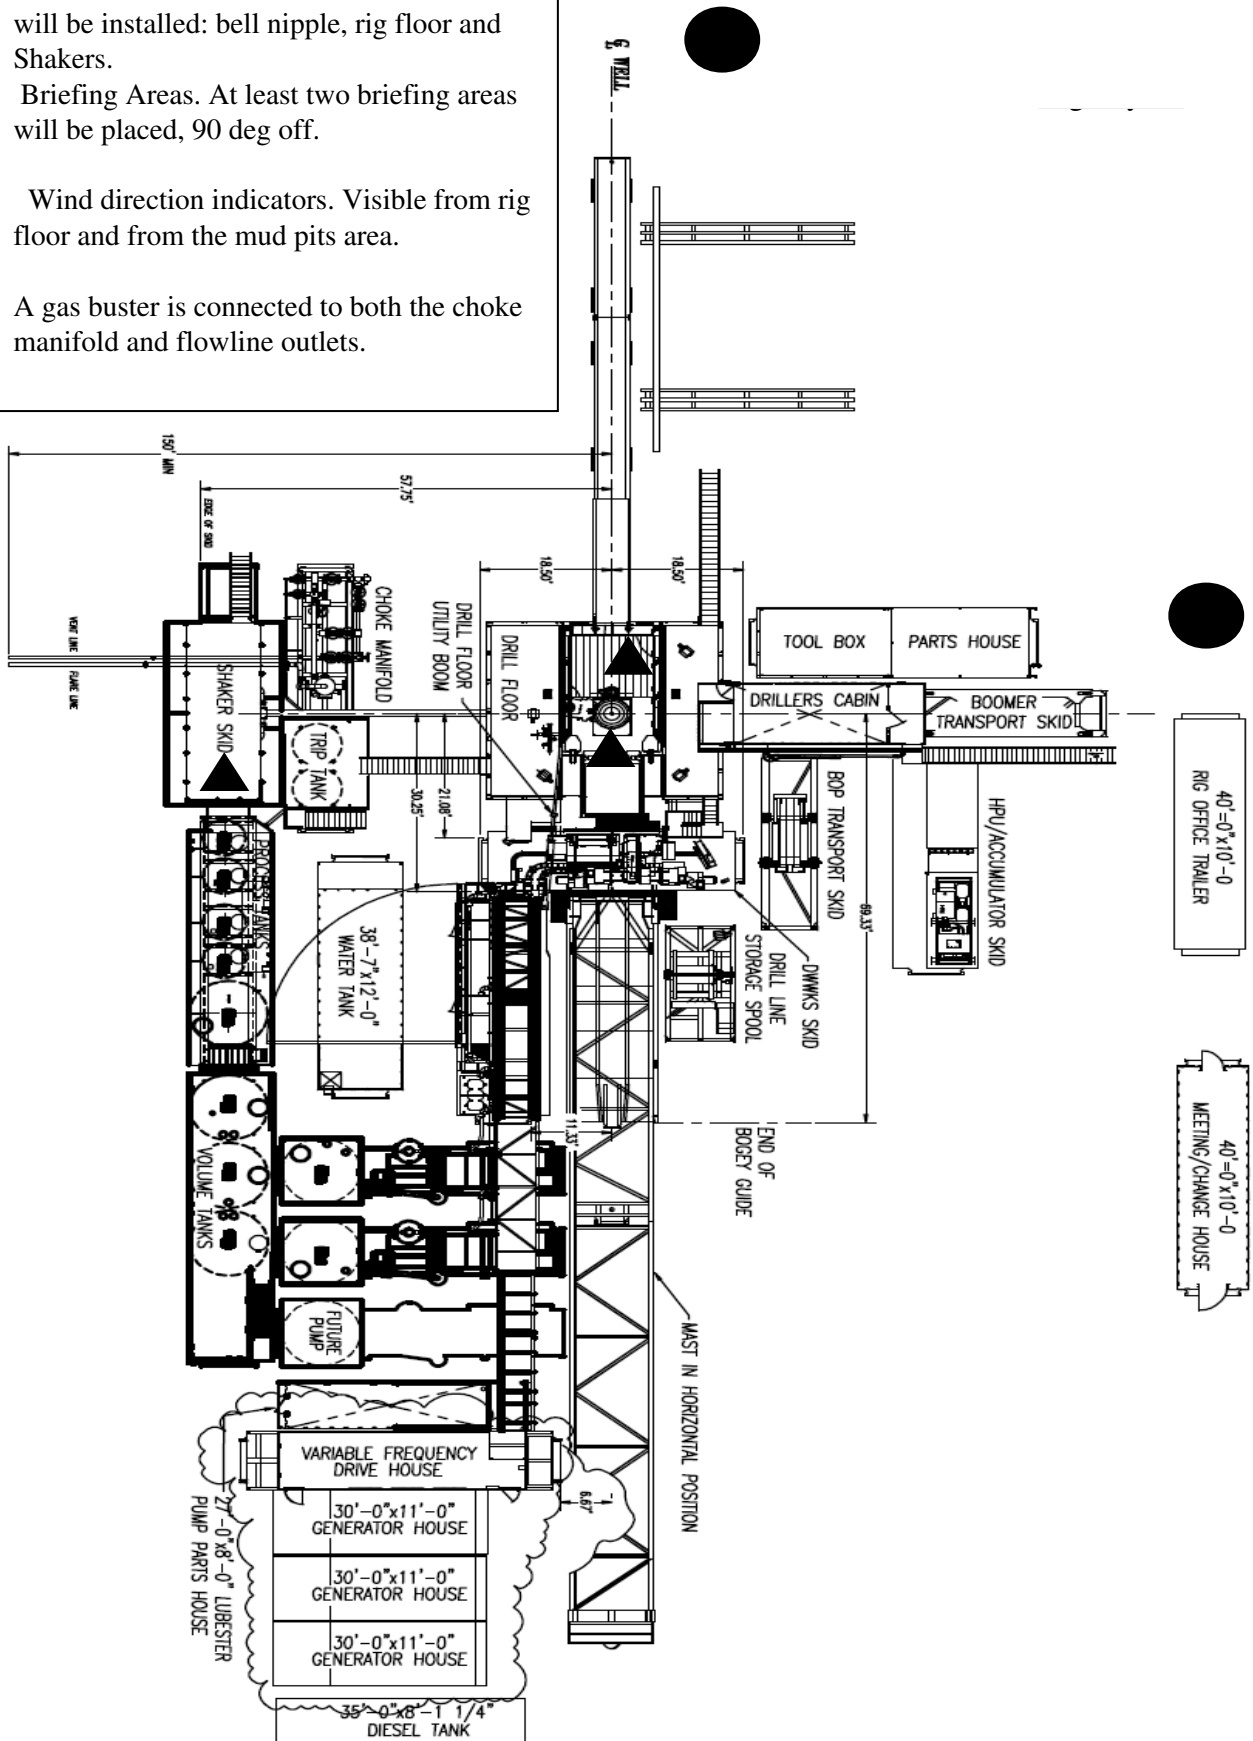 will be installed: bell nipple, rig floor and
Shakers.
Briefing Areas. At least two briefing areas
will be placed, 90 deg off.
Wind direction indicators. Visible from rig
floor and from the mud pits area.
A gas buster is connected to both the choke
manifold and flowline outlets.
℄ WELL
150' MIN
57.75'
EDGE OF SKID
18.50'
18.50'
VENT LINE
FLARE LINE
CHOKE MANIFOLD
DRILL FLOOR
UTILITY BOOM
DRILL FLOOR
TOOL BOX
PARTS HOUSE
DRILLERS CABIN
BOOMER
TRANSPORT SKID
SHAKER SKID
TRIP TANK
21.08'
30.25'
BOP TRANSPORT SKID
HPU/ACCUMULATOR SKID
40'=0"x10'-0
RIG OFFICE TRAILER
PROCESS TANKS
38'-7"x12'-0"
WATER TANK
69.33'
DWWKS SKID
DRILL LINE
STORAGE SPOOL
40'=0"x10'-0
MEETING/CHANGE HOUSE
11.33'
END OF
BOGEY GUIDE
VOLUME TANKS
FUTURE
PUMP
MAST IN HORIZONTAL POSITION
VARIABLE FREQUENCY
DRIVE HOUSE
6.67'
27'-0"x8'-0" LUBESTER
PUMP PARTS HOUSE
30'-0"x11'-0"
GENERATOR HOUSE
30'-0"x11'-0"
GENERATOR HOUSE
30'-0"x11'-0"
GENERATOR HOUSE
35'-0"x8'-1 1/4"
DIESEL TANK